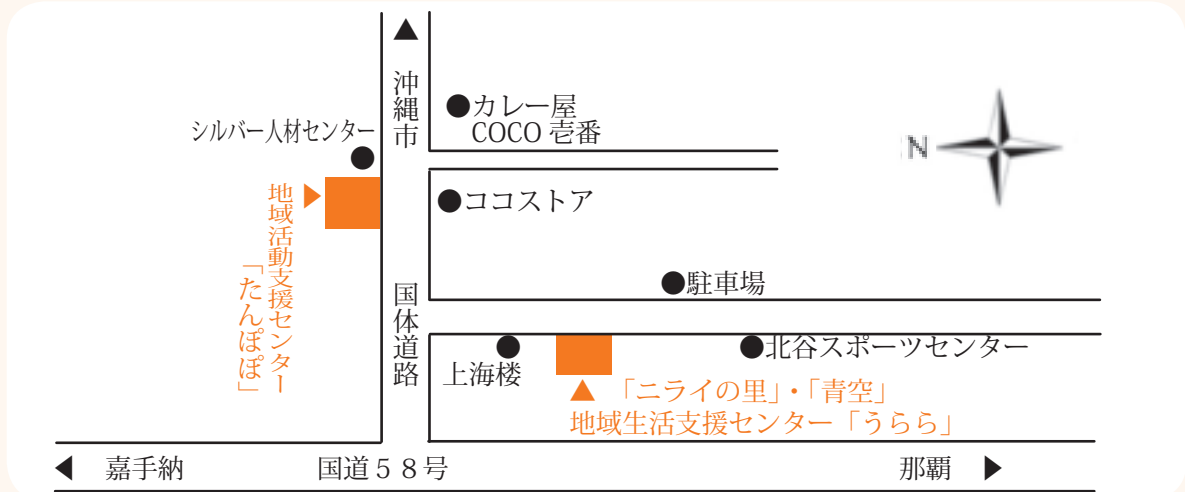 ▲
沖縄市
●カレー屋
COCO壱番
シルバー人材センター
●
N
地域活動支援センター
「たんぽぽ」
▶
●ココストア
●駐車場
国体道路
●
上海楼
●北谷スポーツセンター
▲ 「ニライの里」・「青空」
地域生活支援センター「うらら」
◀ 嘉手納 国道５８号 那覇 ▶